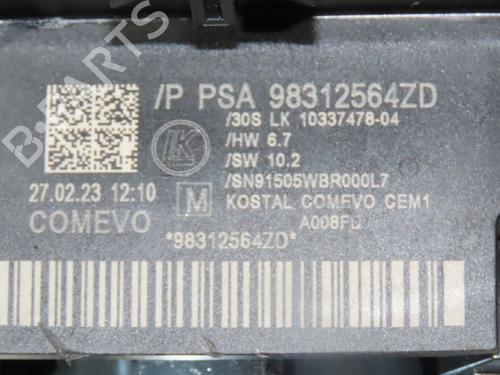 /P PSA 98312564ZD
/30S LK 10337478-04
/HW 6.7
/SW 10.2
/SN91505WBR000L7
KOSTAL COMEVO CEM1
A008FD
27.02.23 12:10
M
COMEVO
*98312564ZD*